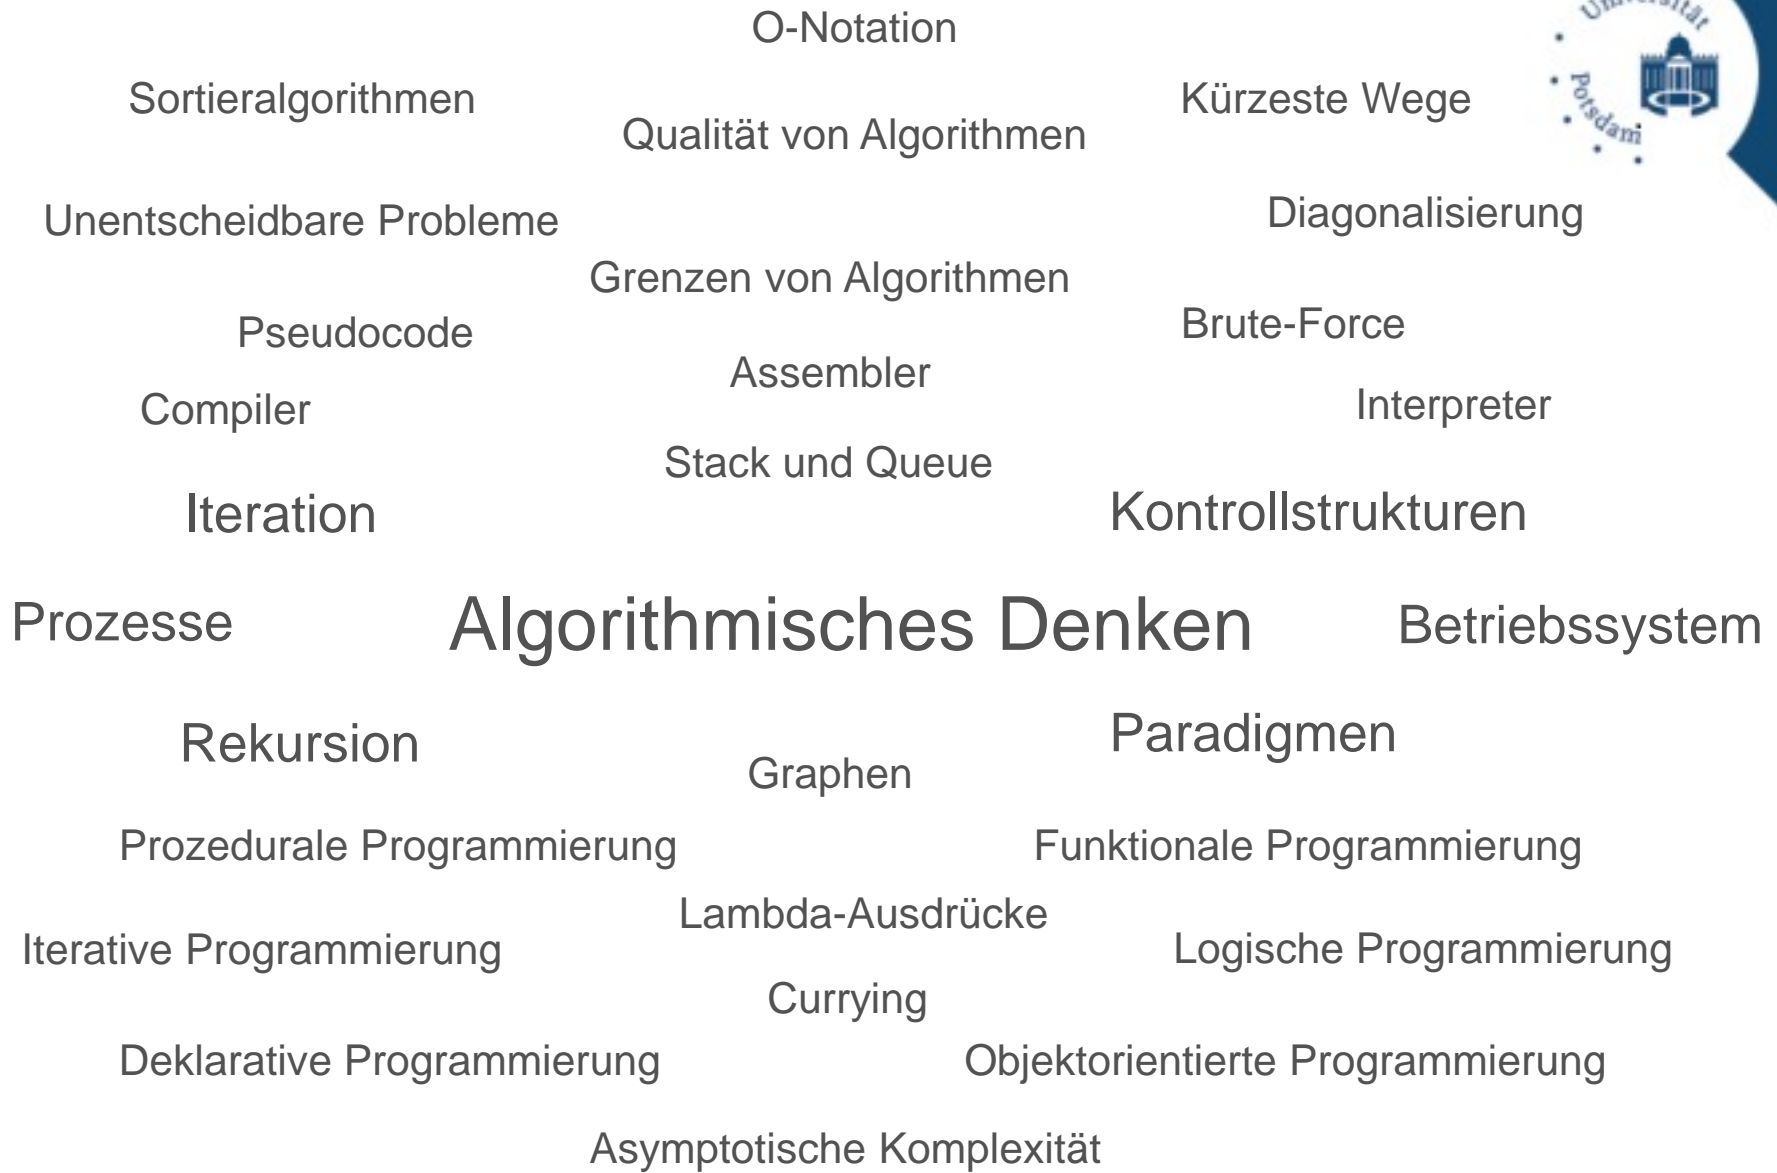 O-Notation
Universität
Potsdam
Sortieralgorithmen
Kürzeste Wege
Qualität von Algorithmen
Unentscheidbare Probleme
Diagonalisierung
Grenzen von Algorithmen
Pseudocode
Brute-Force
Assembler
Compiler
Interpreter
Stack und Queue
Iteration
Kontrollstrukturen
Prozesse
Algorithmisches Denken
Betriebssystem
Rekursion
Paradigmen
Graphen
Prozedurale Programmierung
Funktionale Programmierung
Lambda-Ausdrücke
Iterative Programmierung
Logische Programmierung
Currying
Deklarative Programmierung
Objektorientierte Programmierung
Asymptotische Komplexität